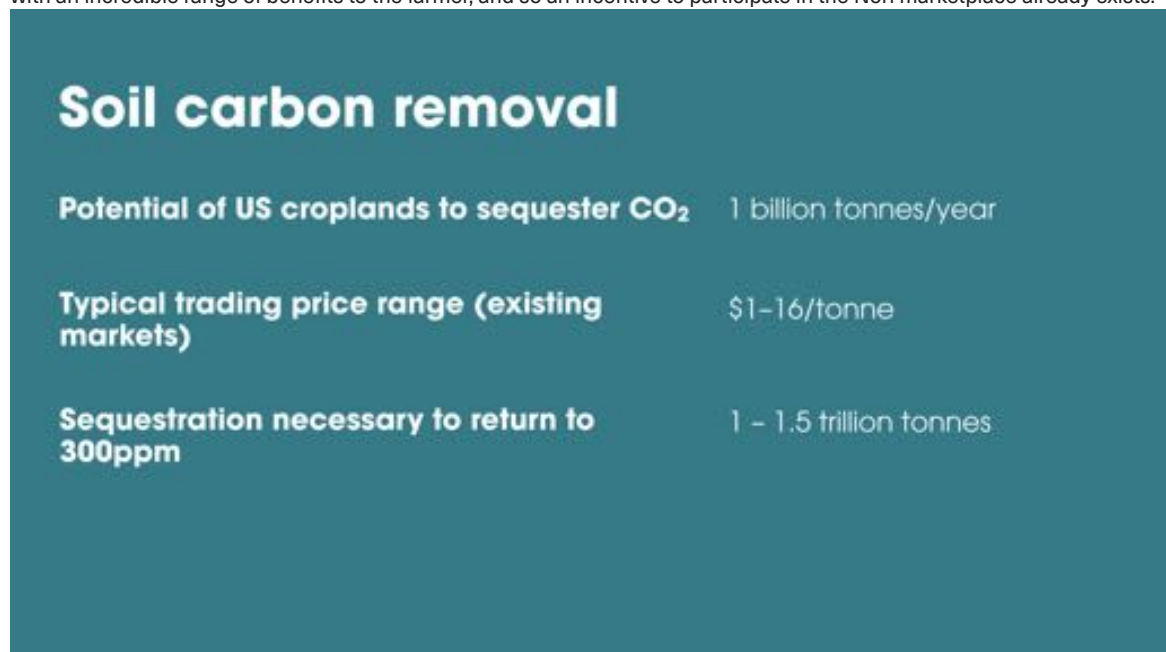 with an incredible range of benefits to the farmer, and so an incentive to participate in the Nori marketplace already exists.
Soil carbon removal
Potential of US croplands to sequester CO₂ 1 billion tonnes/year
Typical trading price range (existing
markets)
$1–16/tonne
Sequestration necessary to return to
300ppm
1 – 1.5 trillion tonnes